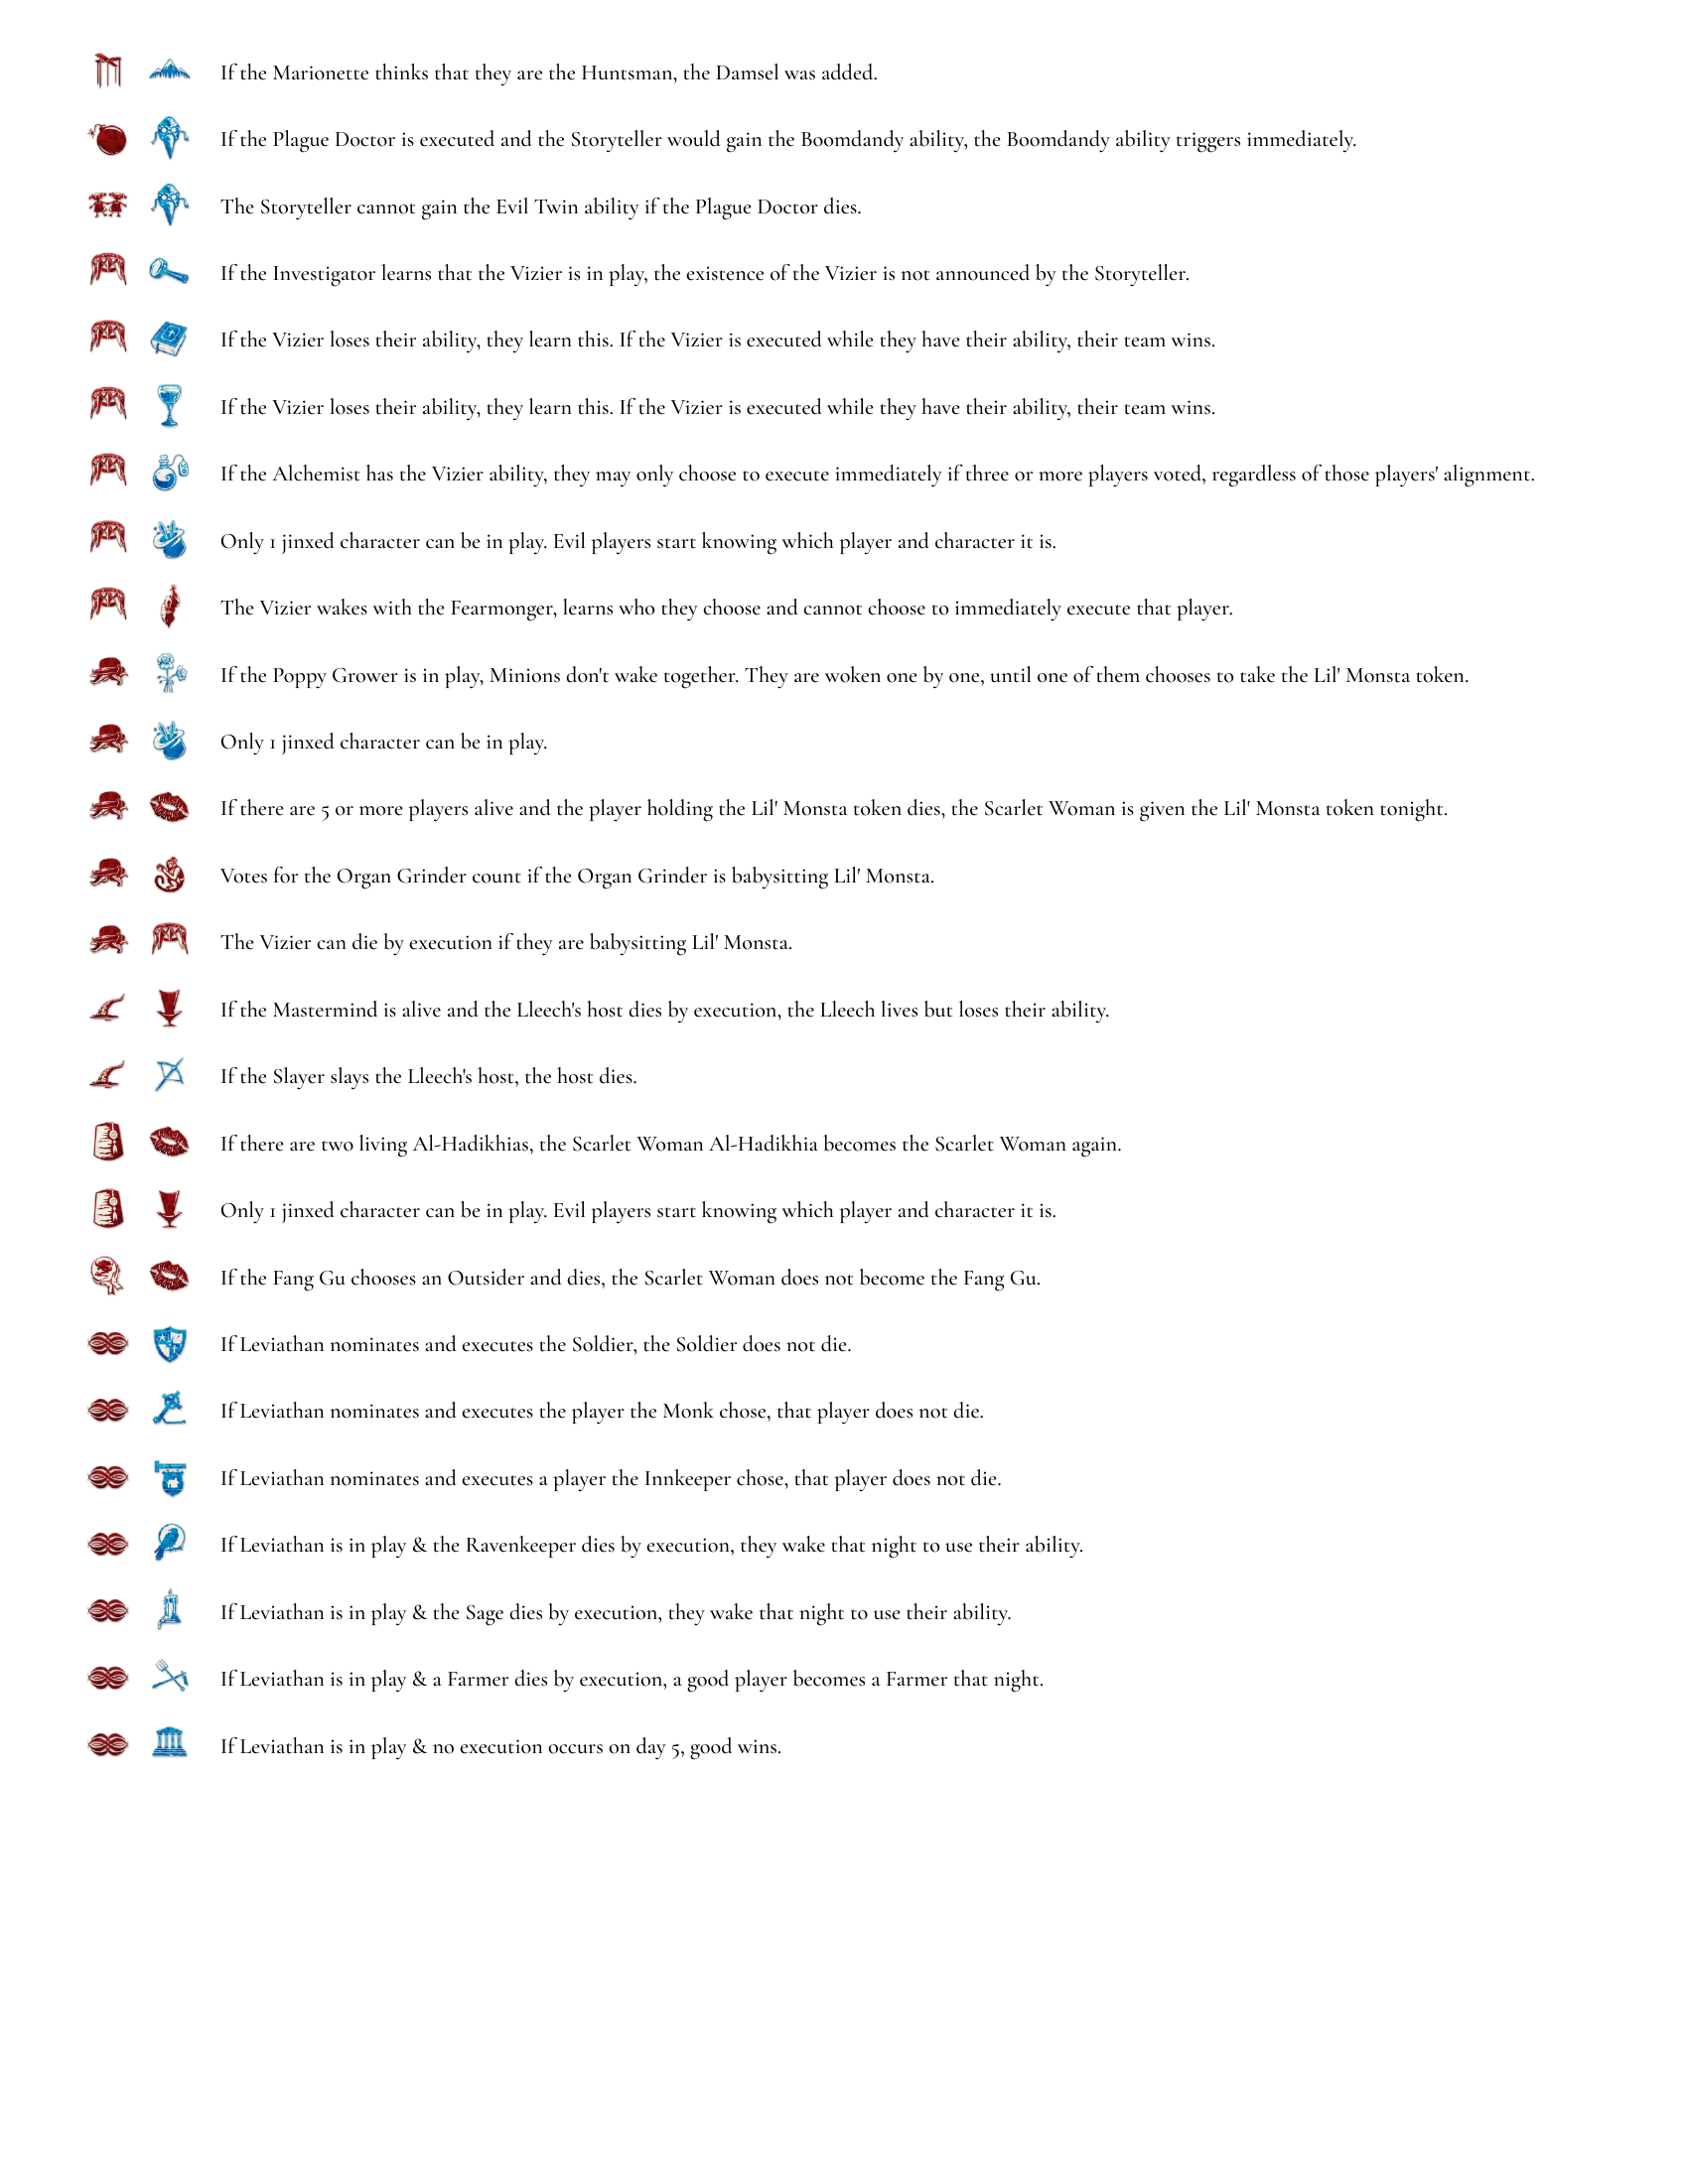 If the Marionette thinks that they are the Huntsman, the Damsel was added.
If the Plague Doctor is executed and the Storyteller would gain the Boomdandy ability, the Boomdandy ability triggers immediately.
The Storyteller cannot gain the Evil Twin ability if the Plague Doctor dies.
If the Investigator learns that the Vizier is in play, the existence of the Vizier is not announced by the Storyteller.
If the Vizier loses their ability, they learn this. If the Vizier is executed while they have their ability, their team wins.
If the Vizier loses their ability, they learn this. If the Vizier is executed while they have their ability, their team wins.
If the Alchemist has the Vizier ability, they may only choose to execute immediately if three or more players voted, regardless of those players' alignment.
Only 1 jinxed character can be in play. Evil players start knowing which player and character it is.
The Vizier wakes with the Fearmonger, learns who they choose and cannot choose to immediately execute that player.
If the Poppy Grower is in play, Minions don't wake together. They are woken one by one, until one of them chooses to take the Lil' Monsta token.
Only 1 jinxed character can be in play.
If there are 5 or more players alive and the player holding the Lil' Monsta token dies, the Scarlet Woman is given the Lil' Monsta token tonight.
Votes for the Organ Grinder count if the Organ Grinder is babysitting Lil' Monsta.
The Vizier can die by execution if they are babysitting Lil' Monsta.
If the Mastermind is alive and the Lleech's host dies by execution, the Lleech lives but loses their ability.
If the Slayer slays the Lleech's host, the host dies.
If there are two living Al-Hadikhias, the Scarlet Woman Al-Hadikhia becomes the Scarlet Woman again.
Only 1 jinxed character can be in play. Evil players start knowing which player and character it is.
If the Fang Gu chooses an Outsider and dies, the Scarlet Woman does not become the Fang Gu.
If Leviathan nominates and executes the Soldier, the Soldier does not die.
If Leviathan nominates and executes the player the Monk chose, that player does not die.
If Leviathan nominates and executes a player the Innkeeper chose, that player does not die.
If Leviathan is in play & the Ravenkeeper dies by execution, they wake that night to use their ability.
If Leviathan is in play & the Sage dies by execution, they wake that night to use their ability.
If Leviathan is in play & a Farmer dies by execution, a good player becomes a Farmer that night.
If Leviathan is in play & no execution occurs on day 5, good wins.